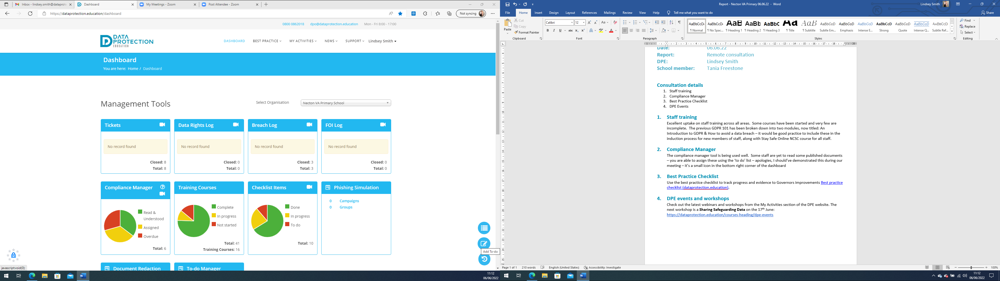 Inbox - lindsey.smith@dataprote
Dashboard
My Meetings - Zoom
Post Attendee - Zoom
https://dataprotection.education/dashboard
Not syncing
0800 0862018
dpo@dataprotection.education
Mon - Fri 8:00 - 17:00
DATA PROTECTION EDUCATION
DASHBOARD
BEST PRACTICE
MY ACTIVITIES
NEWS
SUPPORT
Lindsey Smith
Dashboard
You are here: Home / Dashboard
Management Tools
Select Organisation
Necton VA Primary School
Tickets
No record found
Closed: 8
Total: 8
Data Rights Log
No record found
Closed: 0
Total: 0
Breach Log
No record found
Closed: 3
Total: 3
FOI Log
No record found
Closed: 0
Total: 0
Compliance Manager
Read &
Understood
Assigned
Overdue
Total: 6
Training Courses
Complete
In progress
Not started
Total: 41
Training Courses: 16
Checklist Items
Done
In progress
To do
Total: 10
Phishing Simulation
0 Campaigns
0 Groups
Add To-do
Document Redaction
To-do Manager
javascript:void(0);
11:12
06/06/2022
Report - Necton VA Primary 06.06.22 - Word
Lindsey Smith
File
Home
Insert
Design
Layout
References
Mailings
Review
View
Help
Tell me what you want to do
Share
Paste
Cut
Copy
Format Painter
Clipboard
Calibri
12
Font
Paragraph
AaBbCcDc
¶ Normal
AaBbCcDc
¶ No Spac...
AaB
¶ Heading 1
AaBb
¶ Heading 2
AaBbc
¶ Heading 3
Aa
¶ Title
AaB
¶ Subtitle
AaBbCcD
Subtle Em...
AaBbCcD
Emphasis
AaBbCcD
Intense E...
AaBbCcD
Strong
AaBbCcD
Quote
AaBbCcD
Intense Q...
AaBbCcD
Subtle Ref...
Styles
Find
Replace
Select
Editing
Date: 06.06.22
Report: Remote consultation
DPE: Lindsey Smith
School member: Tania Freestone
Consultation details
1. Staff training
2. Compliance Manager
3. Best Practice Checklist
4. DPE Events
1. Staff training
Excellent uptake on staff training across all areas. Some courses have been started and very few are
incomplete. The previous GDPR 101 has been broken down into two modules, now titled: An
Introduction to GDPR & How to avoid a data breach – it would be good practice to include these in the
induction process for new members of staff, along with Stay Safe Online NCSC course for all staff.
2. Compliance Manager
The compliance manager tool is being used well. Some staff are yet to read some published documents
– you are able to assign these using the ‘to do’ list – apologies, I should’ve demonstrated this during our
meeting – it’s a small icon in the bottom right corner of the dashboard
3. Best Practice Checklist
Use the best practice checklist to track progress and evidence to Governors improvements Best practice
checklist (dataprotection.education).
4. DPE events and workshops
Check out the latest webinars and workshops from the My Activities section of the DPE website. The
next workshop is a Sharing Safeguarding Data on the 17th June:
https://dataprotection.education/courses-heading/dpe-events
Page 1 of 1
210 words
English (United States)
Accessibility: Investigate
100%
11:12
06/06/2022